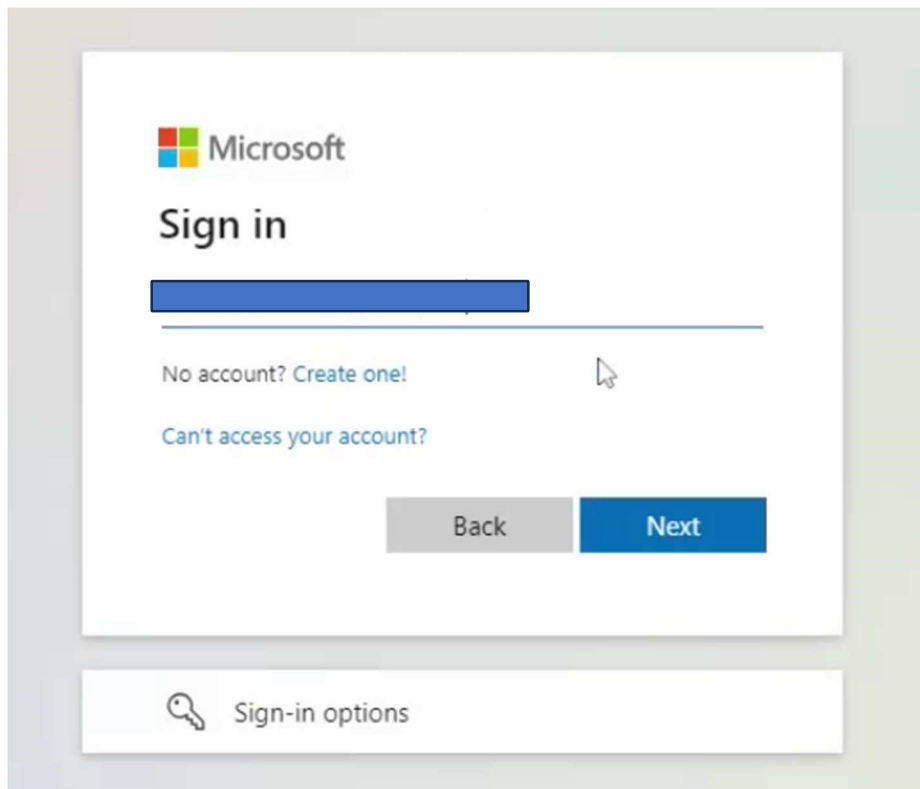 Microsoft
Sign in
No account? Create one!
Can't access your account?
Back Next
Sign-in options